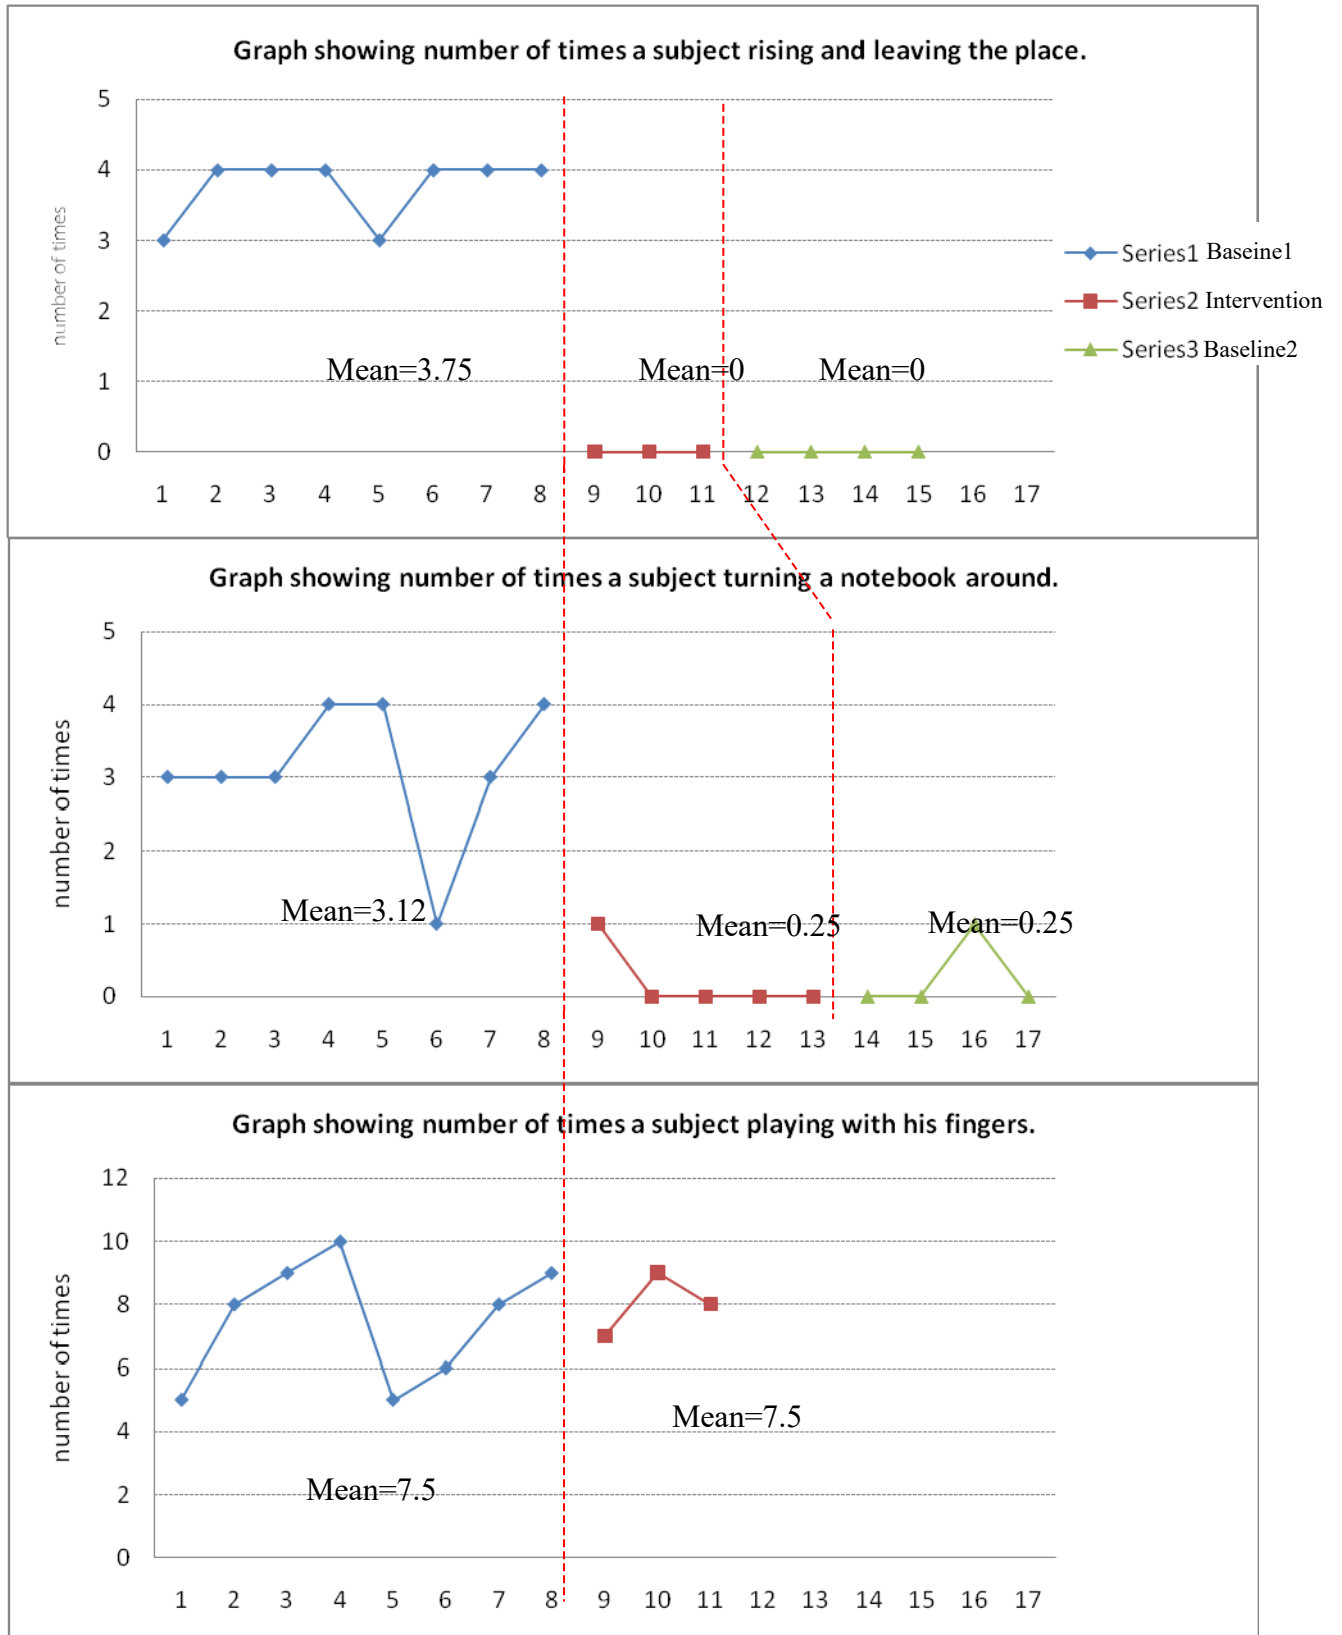 Graph showing number of times a subject rising and leaving the place.
5
4
3
2
1
0
number of times
Mean=3.75
Mean=0
Mean=0
Series1 Baseine1
Series2 Intervention
Series3 Baseline2
1 2 3 4 5 6 7 8 9 10 11 12 13 14 15 16 17
Graph showing number of times a subject turning a notebook around.
5
4
3
2
1
0
number of times
Mean=3.12
Mean=0.25
Mean=0.25
1 2 3 4 5 6 7 8 9 10 11 12 13 14 15 16 17
Graph showing number of times a subject playing with his fingers.
12
10
8
6
4
2
0
number of times
Mean=7.5
Mean=7.5
1 2 3 4 5 6 7 8 9 10 11 12 13 14 15 16 17